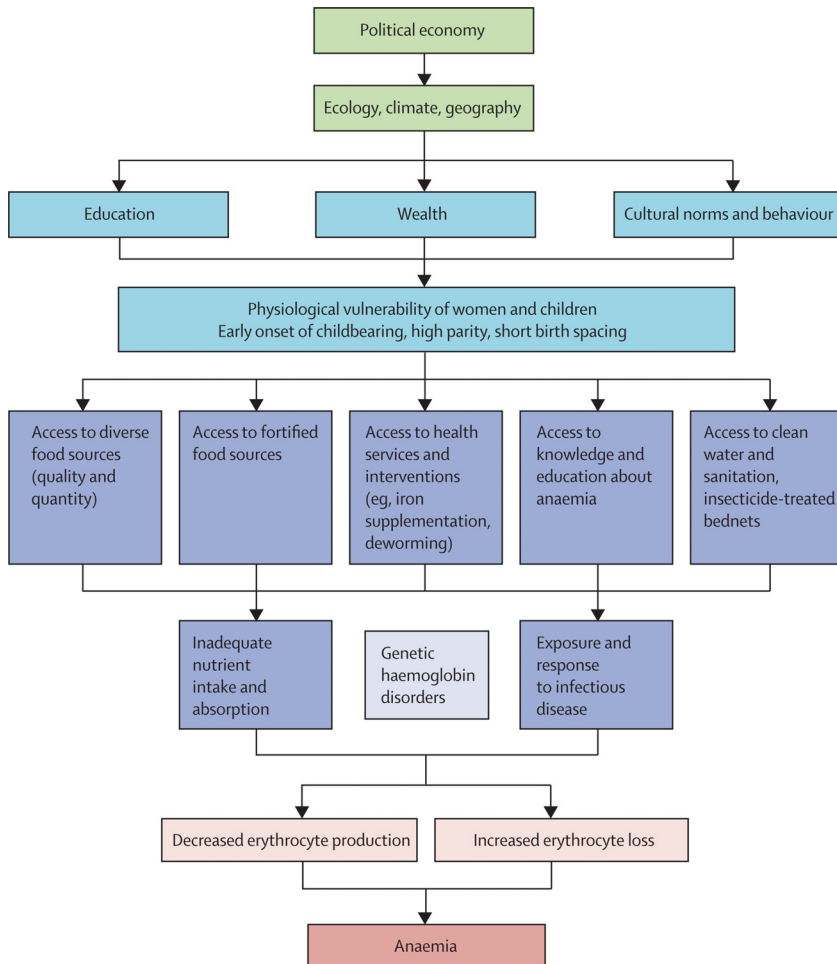 Political economy
Ecology, climate, geography
Education
Wealth
Cultural norms and behaviour
Physiological vulnerability of women and children
Early onset of childbearing, high parity, short birth spacing
Access to diverse
food sources
(quality and
quantity)
Access to fortified
food sources
Access to health
services and
interventions
(eg, iron
supplementation,
deworming)
Access to
knowledge and
education about
anaemia
Access to clean
water and
sanitation,
insecticide-treated
bednets
Inadequate
nutrient
intake and
absorption
Genetic
haemoglobin
disorders
Exposure and
response
to infectious
disease
Decreased erythrocyte production
Increased erythrocyte loss
Anaemia